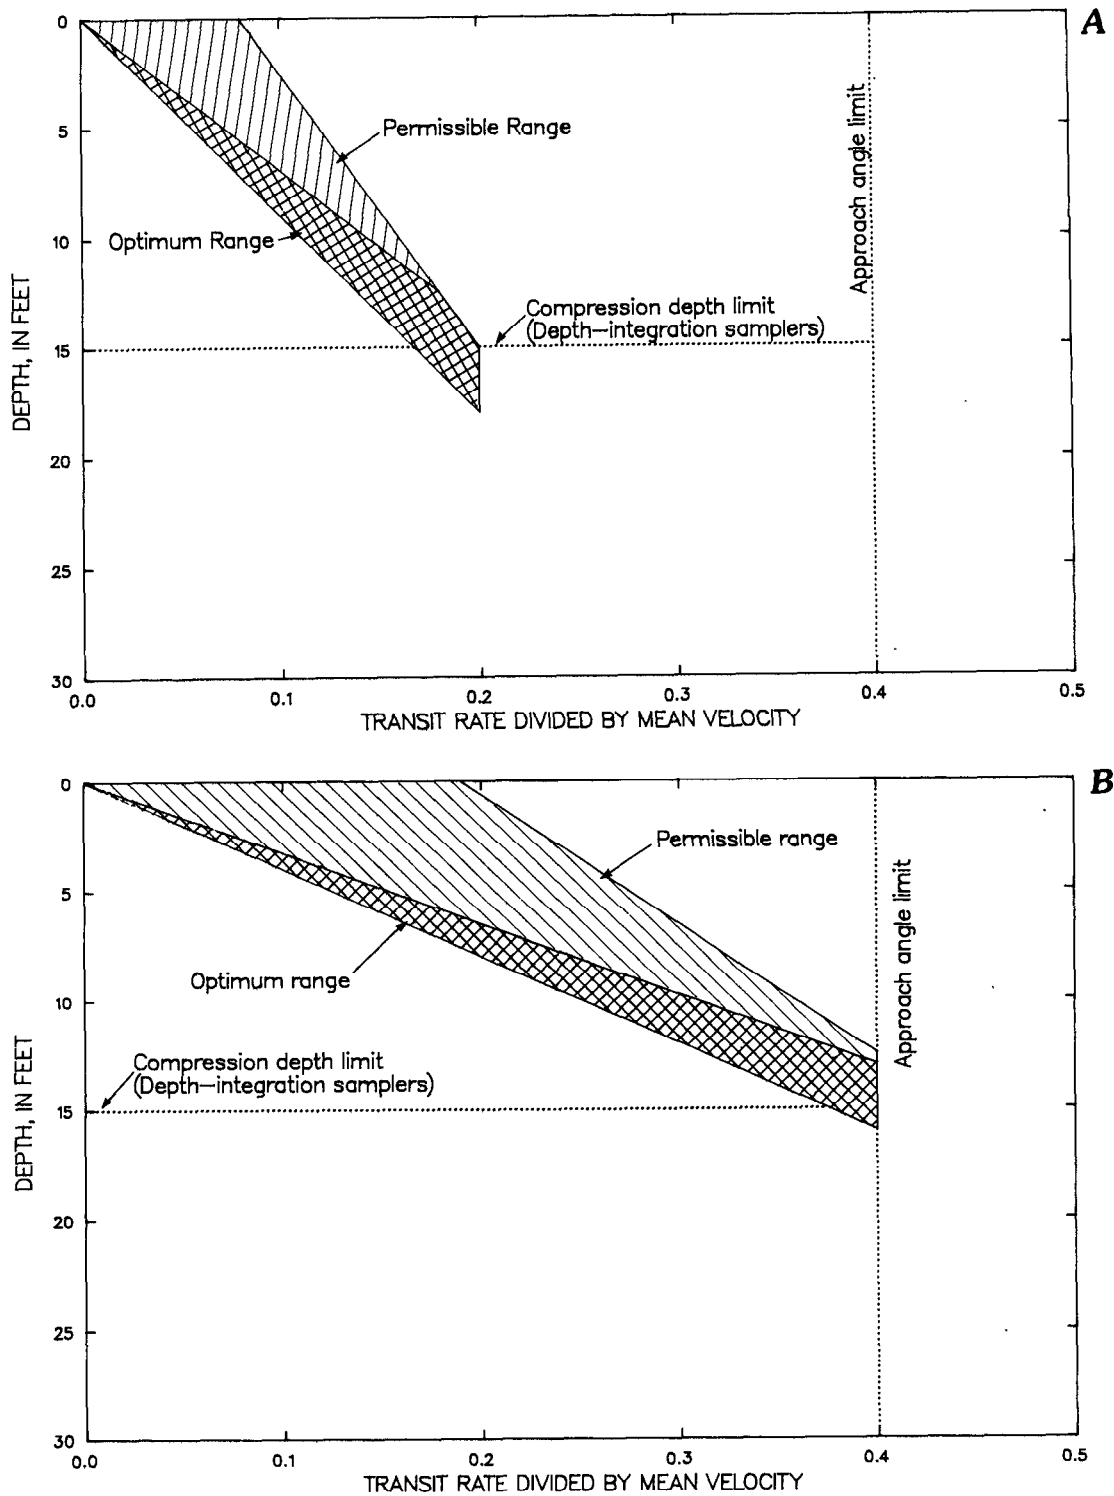 A
0
5
10
15
20
25
30
DEPTH, IN FEET
Permissible Range
Optimum Range
Compression depth limit
(Depth-integration samplers)
Approach angle limit
0.0 0.1 0.2 0.3 0.4 0.5
TRANSIT RATE DIVIDED BY MEAN VELOCITY
B
0
5
10
15
20
25
30
DEPTH, IN FEET
Permissible range
Optimum range
Compression depth limit
(Depth-integration samplers)
Approach angle limit
0.0 0.1 0.2 0.3 0.4 0.5
TRANSIT RATE DIVIDED BY MEAN VELOCITY